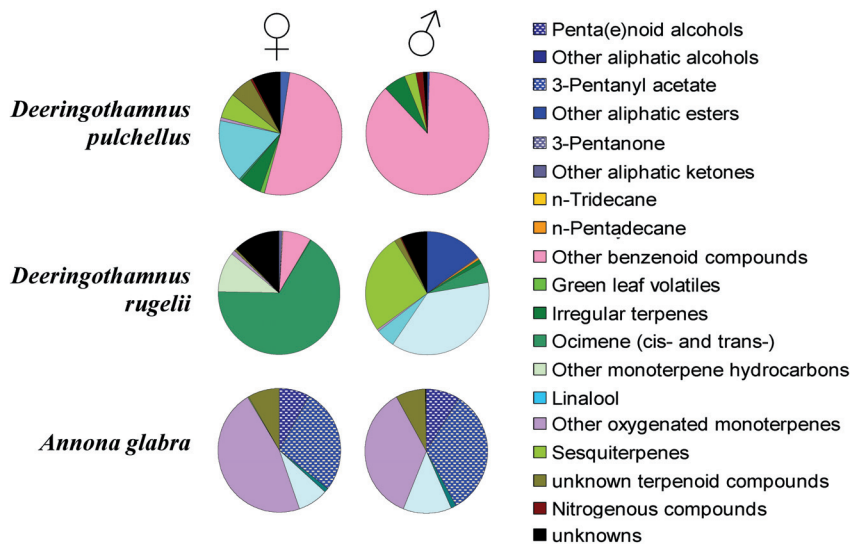 Deeringothamnus
pulchellus
Deeringothamnus
rugelii
Annona glabra
Penta(e)noid alcohols
Other aliphatic alcohols
3-Pentanyl acetate
Other aliphatic esters
3-Pentanone
Other aliphatic ketones
n-Tridecane
n-Pentadecane
Other benzenoid compounds
Green leaf volatiles
Irregular terpenes
Ocimene (cis- and trans-)
Other monoterpene hydrocarbons
Linalool
Other oxygenated monoterpenes
Sesquiterpenes
unknown terpenoid compounds
Nitrogenous compounds
unknowns